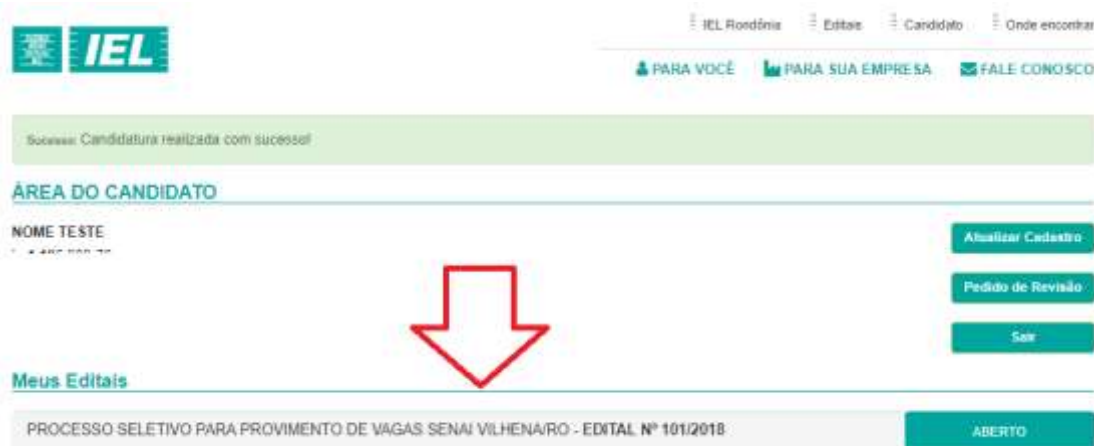 IEL
IEL Rondônia Editais Candidato Onde encontrar
PARA VOCÊ PARA SUA EMPRESA FALE CONOSCO
Sucesso: Candidatura realizada com sucesso!
ÁREA DO CANDIDATO
NOME TESTE
Atualizar Cadastro
Pedido de Revisão
Sair
Meus Editais
PROCESSO SELETIVO PARA PROVIMENTO DE VAGAS SENAI VILHENA/RO - EDITAL Nº 101/2018 ABERTO